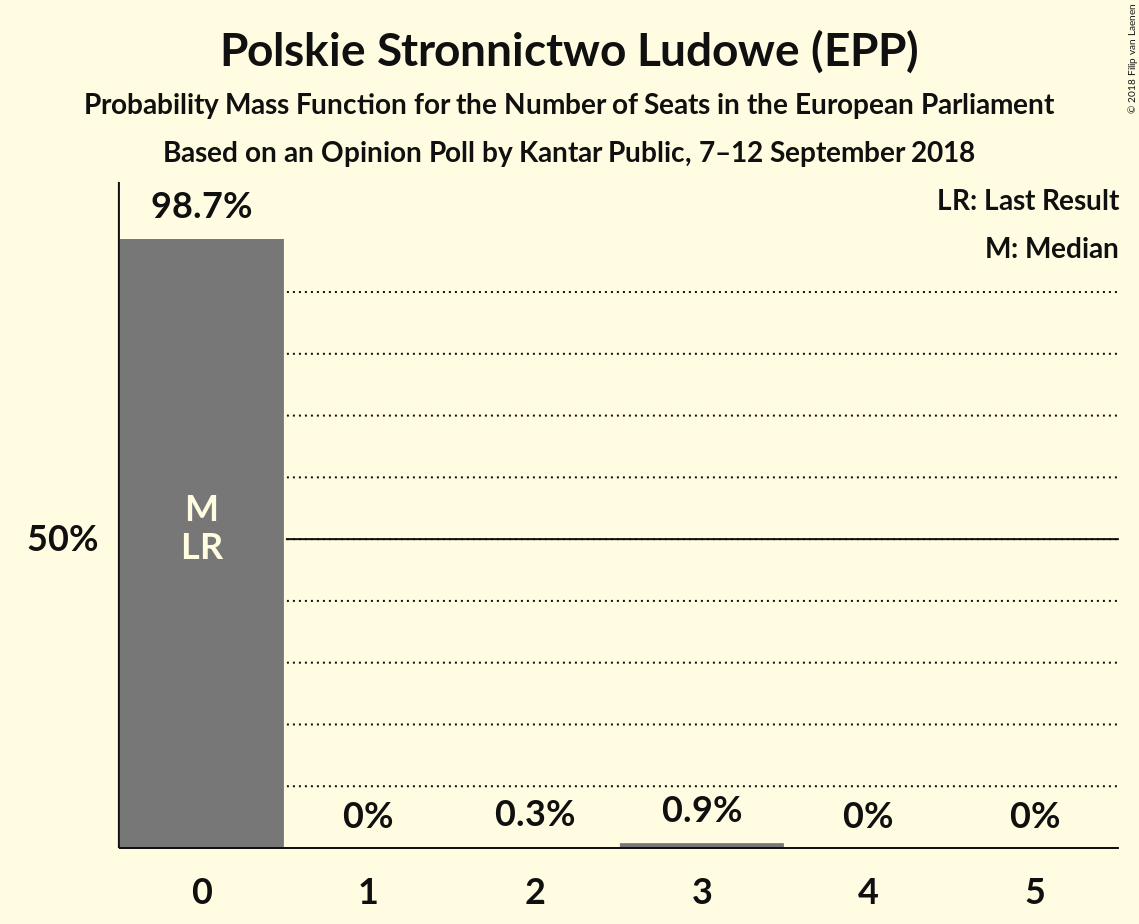 Polskie Stronnictwo Ludowe (EPP)
Probability Mass Function for the Number of Seats in the European Parliament
Based on an Opinion Poll by Kantar Public, 7–12 September 2018
© 2018 Filip van Laenen
LR: Last Result
M: Median
98.7%
M
LR
50%
0%
0.3%
0.9%
0%
0%
0
1
2
3
4
5